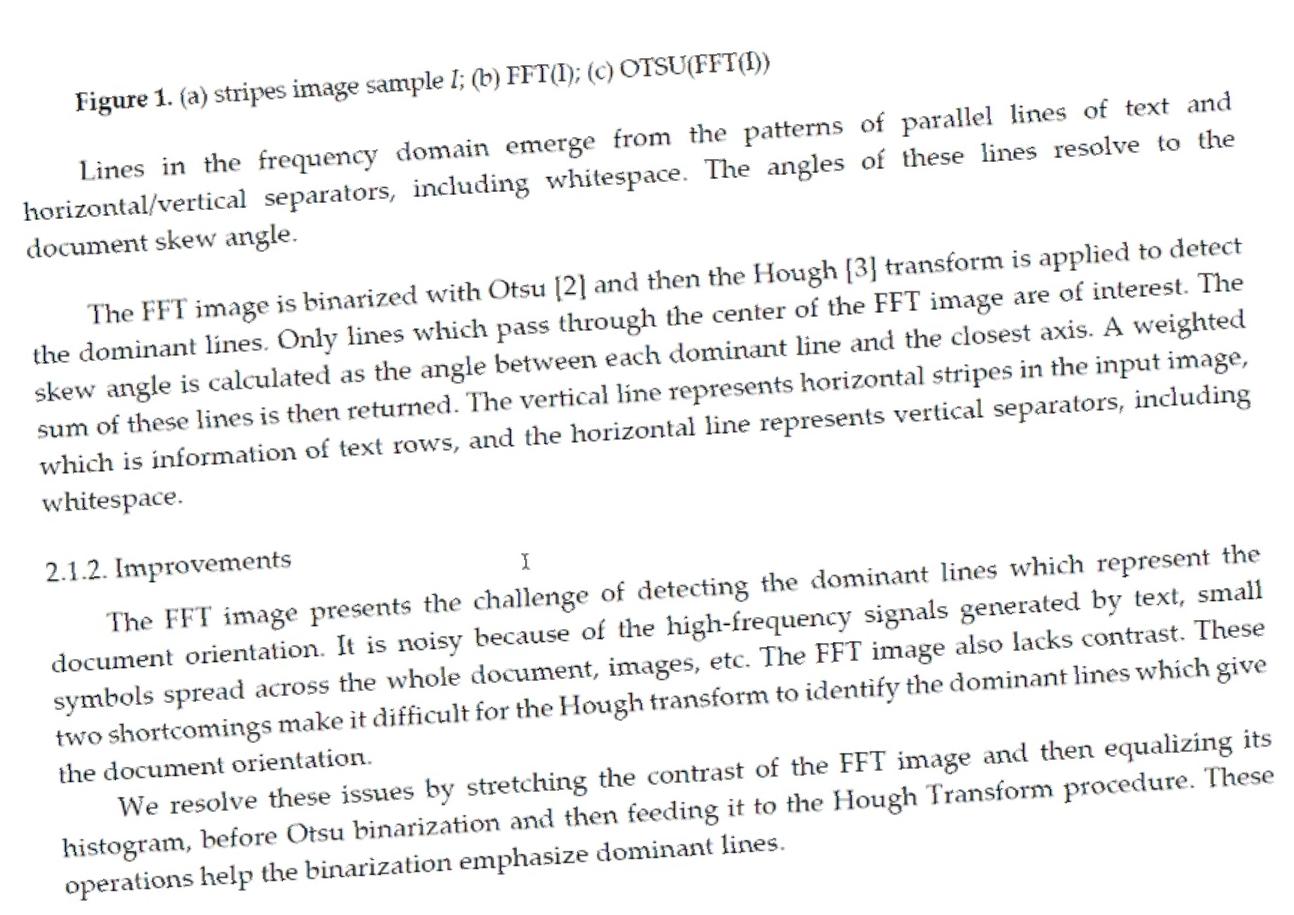 Figure 1. (a) stripes image sample I; (b) FFT(I); (c) OTSU(FFT(I))
Lines in the frequency domain emerge from the patterns of parallel lines of text and
horizontal/vertical separators, including whitespace. The angles of these lines resolve to the
document skew angle.
The FFT image is binarized with Otsu [2] and then the Hough [3] transform is applied to detect
the dominant lines. Only lines which pass through the center of the FFT image are of interest. The
skew angle is calculated as the angle between each dominant line and the closest axis. A weighted
sum of these lines is then returned. The vertical line represents horizontal stripes in the input image,
which is information of text rows, and the horizontal line represents vertical separators, including
whitespace.
2.1.2. Improvements
The FFT image presents the challenge of detecting the dominant lines which represent the
document orientation. It is noisy because of the high-frequency signals generated by text, small
symbols spread across the whole document, images, etc. The FFT image also lacks contrast. These
two shortcomings make it difficult for the Hough transform to identify the dominant lines which give
the document orientation.
We resolve these issues by stretching the contrast of the FFT image and then equalizing its
histogram, before Otsu binarization and then feeding it to the Hough Transform procedure. These
operations help the binarization emphasize dominant lines.